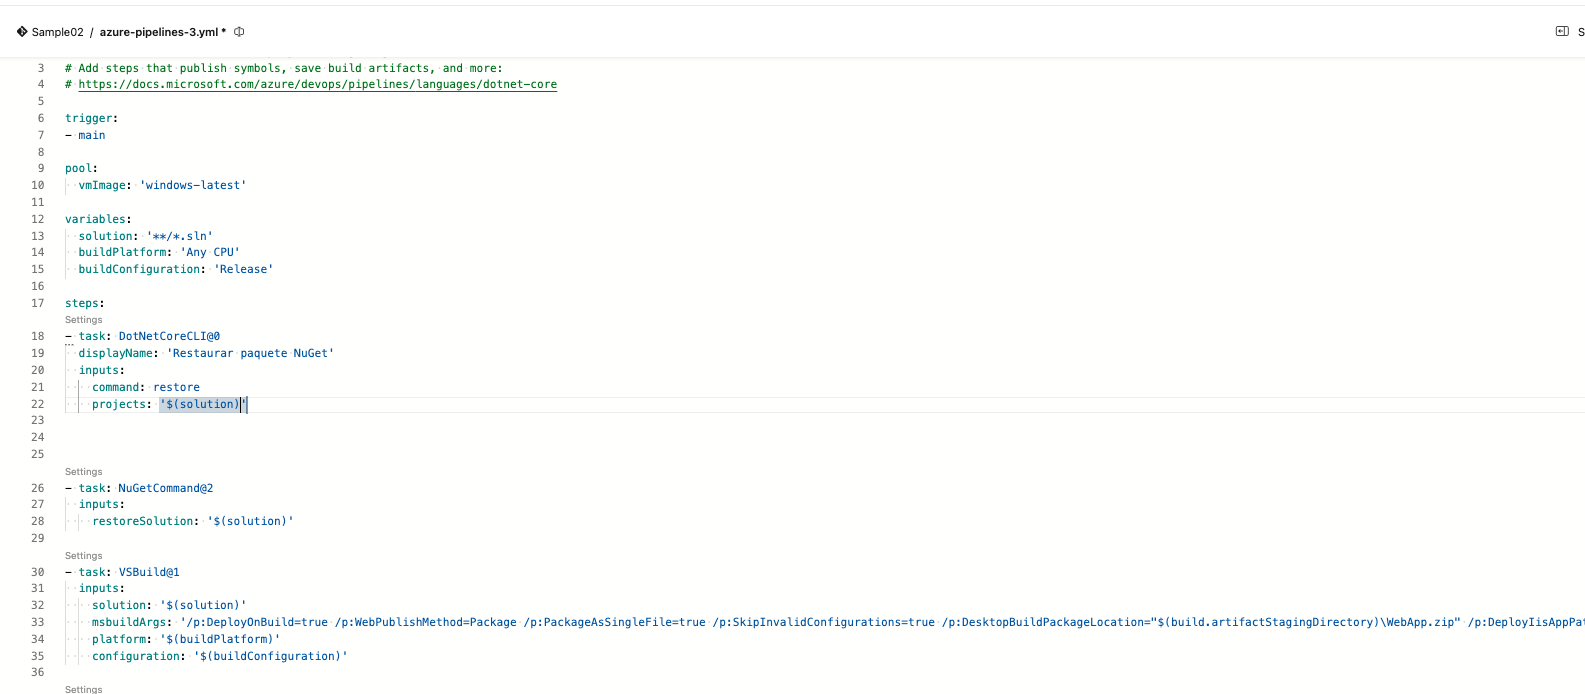 Sample02 / azure-pipelines-3.yml *
S
3 # Add steps that publish symbols, save build artifacts, and more:
4 # https://docs.microsoft.com/azure/devops/pipelines/languages/dotnet-core
5
6 trigger:
7 - main
8
9 pool:
10   vmImage: 'windows-latest'
11
12 variables:
13   solution: '**/*.sln'
14   buildPlatform: 'Any CPU'
15   buildConfiguration: 'Release'
16
17 steps:
Settings
18 - task: DotNetCoreCLI@0
19   displayName: 'Restaurar paquete NuGet'
20   inputs:
21     command: restore
22     projects: '$(solution)'
23
24
25
Settings
26 - task: NuGetCommand@2
27   inputs:
28     restoreSolution: '$(solution)'
29
Settings
30 - task: VSBuild@1
31   inputs:
32     solution: '$(solution)'
33     msbuildArgs: '/p:DeployOnBuild=true /p:WebPublishMethod=Package /p:PackageAsSingleFile=true /p:SkipInvalidConfigurations=true /p:DesktopBuildPackageLocation="$(build.artifactStagingDirectory)\WebApp.zip" /p:DeployIisAppPat
34     platform: '$(buildPlatform)'
35     configuration: '$(buildConfiguration)'
36
Settings